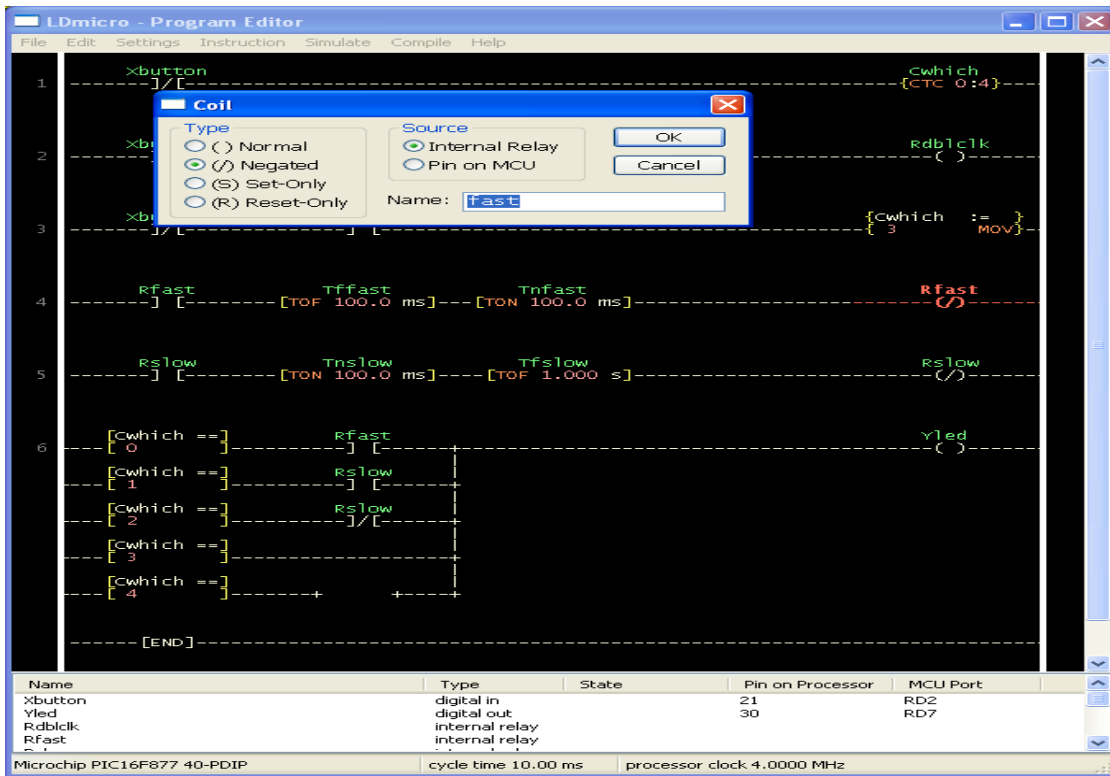 LDmicro - Program Editor
File Edit Settings Instruction Simulate Compile Help
Xbutton Cwhich
1 -------]/[------- {CTC 0:4}
Coil
Type
( ) Normal
(/) Negated
(S) Set-Only
(R) Reset-Only
Source
Internal Relay
Pin on MCU
Name: fast
OK
Cancel
Rdblclk
2 ( )
{Cwhich := }
3 ]/[ ] [ { 3 MOV}
Rfast Tffast Tnfast Rfast
4 ] [ [TOF 100.0 ms] [TON 100.0 ms] (/)
Rslow Tnslow Tfslow Rslow
5 ] [ [TON 100.0 ms] [TOF 1.000 s] (/)
[Cwhich ==] Rfast Yled
6 [ 0 ] ] [ ( )
[Cwhich ==] Rslow
[ 1 ] ] [
[Cwhich ==] Rslow
[ 2 ] ]/[
[Cwhich ==]
[ 3 ]
[Cwhich ==]
[ 4 ] + +
[END]
Name Type State Pin on Processor MCU Port
Xbutton digital in 21 RD2
Yled digital out 30 RD7
Rdblclk internal relay
Rfast internal relay
Microchip PIC16F877 40-PDIP cycle time 10.00 ms processor clock 4.0000 MHz